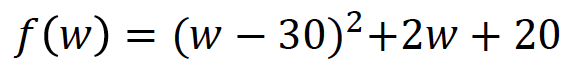 f(w) = (w − 30)²+2w + 20